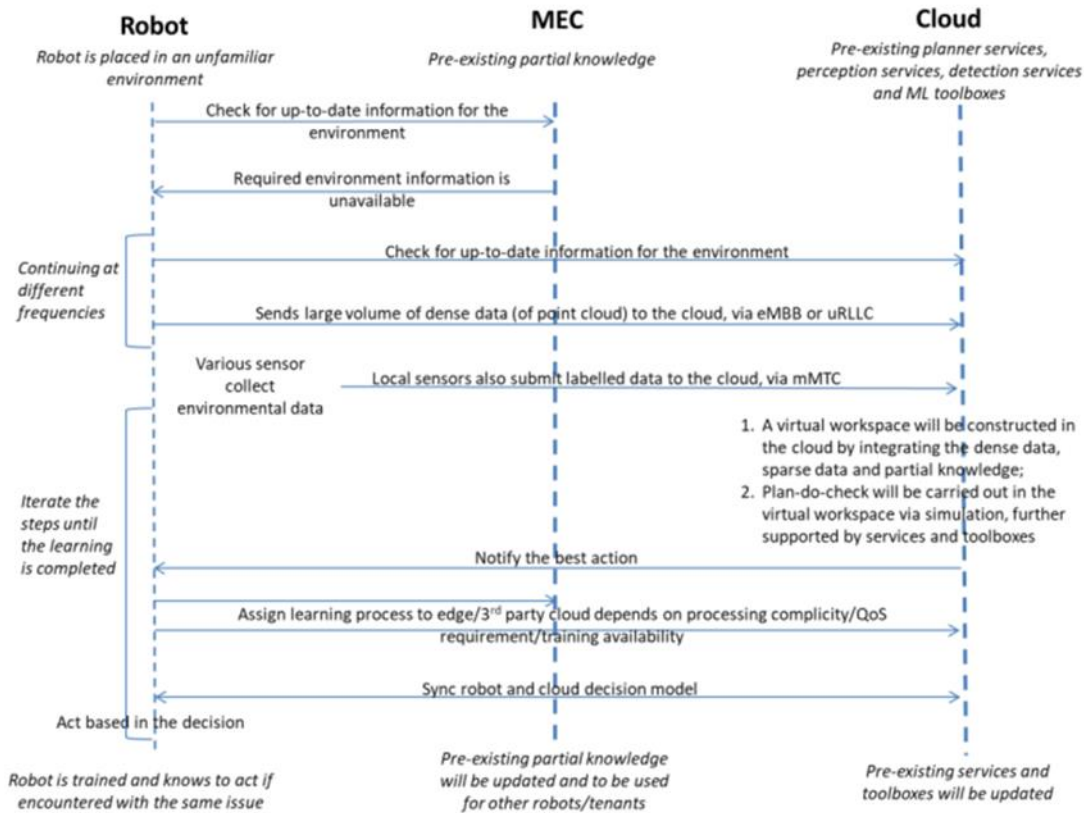 Robot
MEC
Cloud
Robot is placed in an unfamiliar
environment
Pre-existing partial knowledge
Pre-existing planner services,
perception services, detection services
and ML toolboxes
Check for up-to-date information for the
environment
Required environment information is
unavailable
Continuing at
different
frequencies
Check for up-to-date information for the environment
Sends large volume of dense data (of point cloud) to the cloud, via eMBB or uRLLC
Various sensor
collect
environmental data
Local sensors also submit labelled data to the cloud, via mMTC
1. A virtual workspace will be constructed in
the cloud by integrating the dense data,
sparse data and partial knowledge;
2. Plan-do-check will be carried out in the
virtual workspace via simulation, further
supported by services and toolboxes
Iterate the
steps until
the learning
is completed
Notify the best action
Assign learning process to edge/3rd party cloud depends on processing complicity/QoS
requirement/training availability
Sync robot and cloud decision model
Act based in the decision
Robot is trained and knows to act if
encountered with the same issue
Pre-existing partial knowledge
will be updated and to be used
for other robots/tenants
Pre-existing services and
toolboxes will be updated